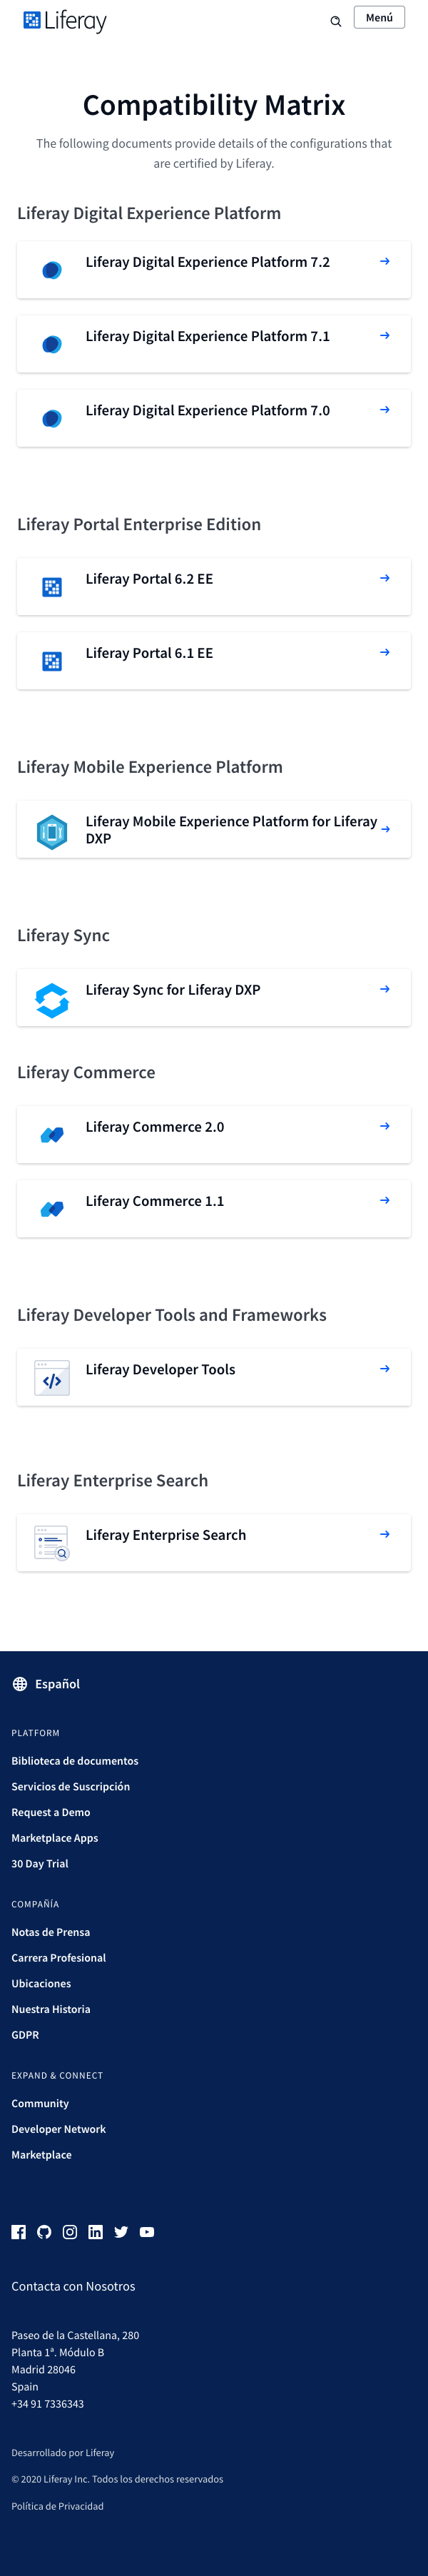 Liferay
Menú
Compatibility Matrix
The following documents provide details of the configurations that
are certified by Liferay.
Liferay Digital Experience Platform
Liferay Digital Experience Platform 7.2
Liferay Digital Experience Platform 7.1
Liferay Digital Experience Platform 7.0
Liferay Portal Enterprise Edition
Liferay Portal 6.2 EE
Liferay Portal 6.1 EE
Liferay Mobile Experience Platform
Liferay Mobile Experience Platform for Liferay
DXP
Liferay Sync
Liferay Sync for Liferay DXP
Liferay Commerce
Liferay Commerce 2.0
Liferay Commerce 1.1
Liferay Developer Tools and Frameworks
Liferay Developer Tools
Liferay Enterprise Search
Liferay Enterprise Search
Español
PLATFORM
Biblioteca de documentos
Servicios de Suscripción
Request a Demo
Marketplace Apps
30 Day Trial
COMPAÑÍA
Notas de Prensa
Carrera Profesional
Ubicaciones
Nuestra Historia
GDPR
EXPAND & CONNECT
Community
Developer Network
Marketplace
Contacta con Nosotros
Paseo de la Castellana, 280
Planta 1ª. Módulo B
Madrid 28046
Spain
+34 91 7336343
Desarrollado por Liferay
© 2020 Liferay Inc. Todos los derechos reservados
Política de Privacidad